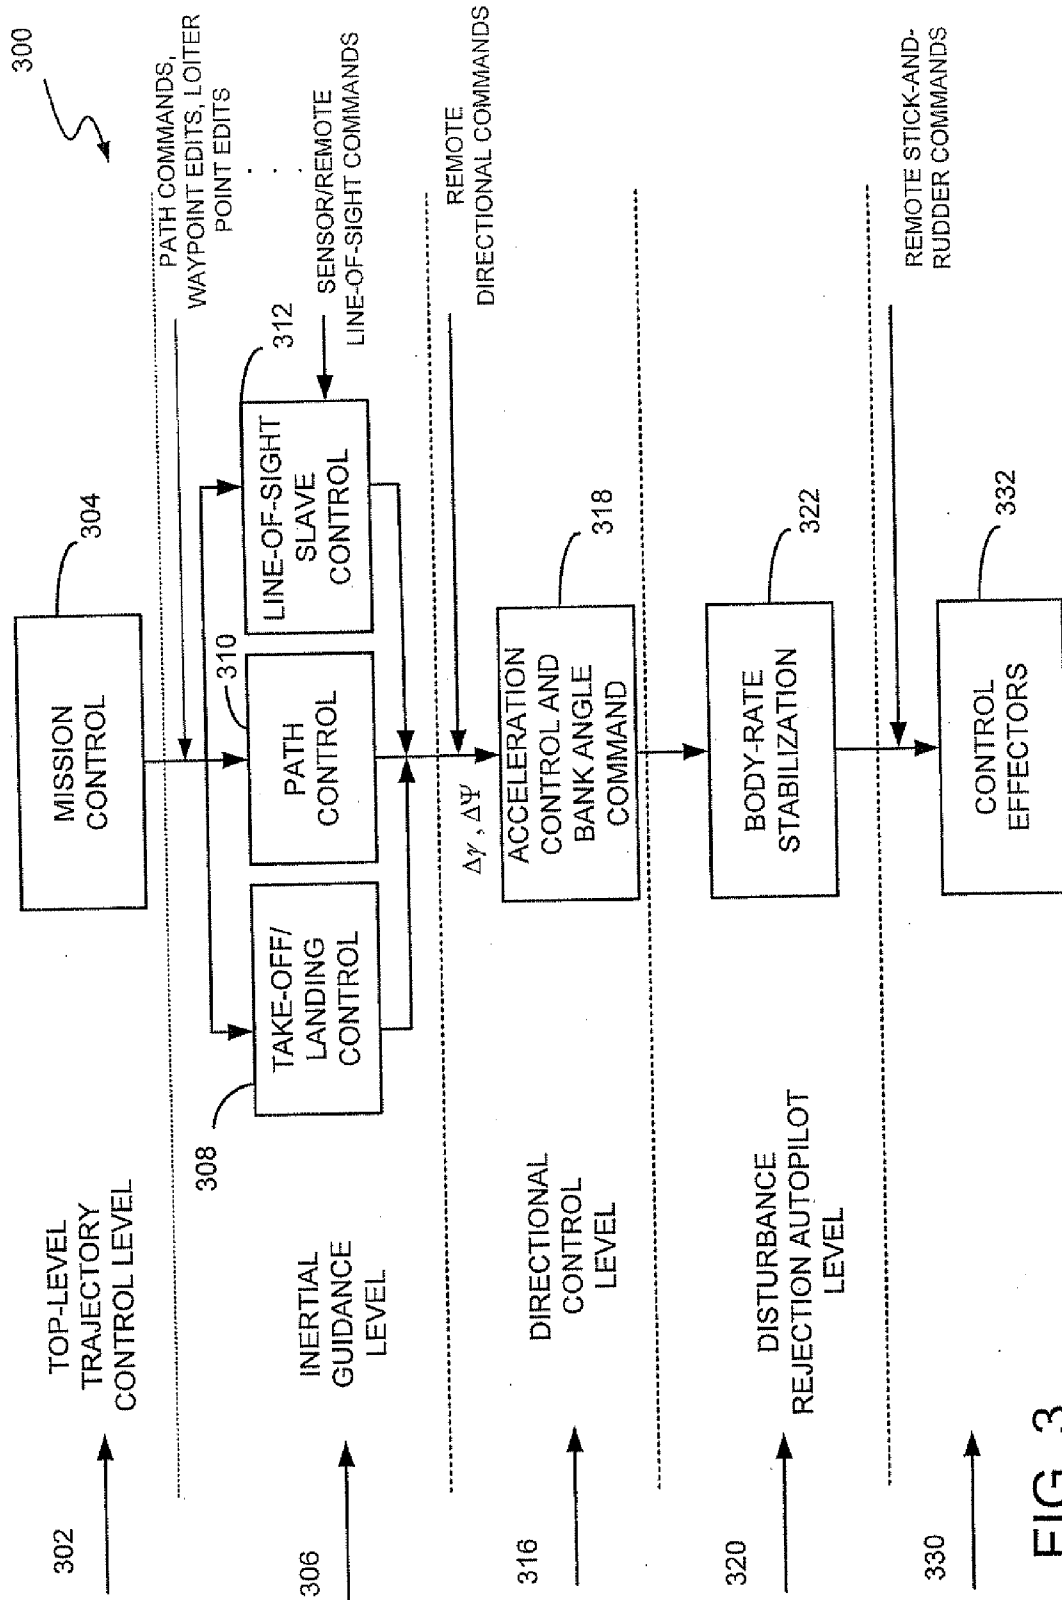 300
PATH COMMANDS,
WAYPOINT EDITS, LOITER
POINT EDITS
TOP-LEVEL
TRAJECTORY
CONTROL LEVEL
302
MISSION
CONTROL
304
INERTIAL
GUIDANCE
LEVEL
306
TAKE-OFF/
LANDING
CONTROL
308
PATH
CONTROL
310
LINE-OF-SIGHT
SLAVE
CONTROL
312
SENSOR/REMOTE
LINE-OF-SIGHT COMMANDS
REMOTE
DIRECTIONAL COMMANDS
Δγ , ΔΨ
DIRECTIONAL
CONTROL
LEVEL
316
ACCELERATION
CONTROL AND
BANK ANGLE
COMMAND
318
DISTURBANCE
REJECTION AUTOPILOT
LEVEL
320
BODY-RATE
STABILIZATION
322
REMOTE STICK-AND-
RUDDER COMMANDS
330
CONTROL
EFFECTORS
332
FIG. 3